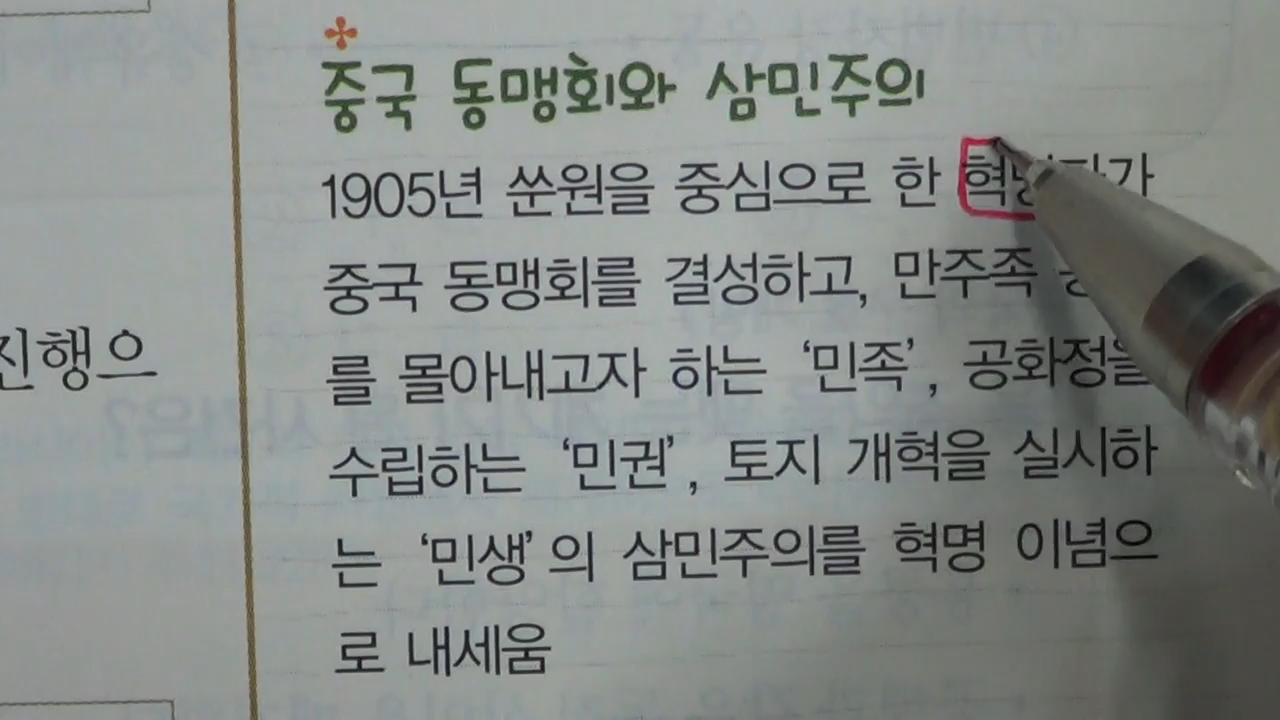 중국 동맹회와 삼민주의
1905년 쑨원을 중심으로 한
중국 동맹회를 결성하고, 만주족
를 몰아내고자 하는 ‘민족’, 공화정을
수립하는 ‘민권’, 토지 개혁을 실시하
는 ‘민생’의 삼민주의를 혁명 이념으
로 내세움
진행으